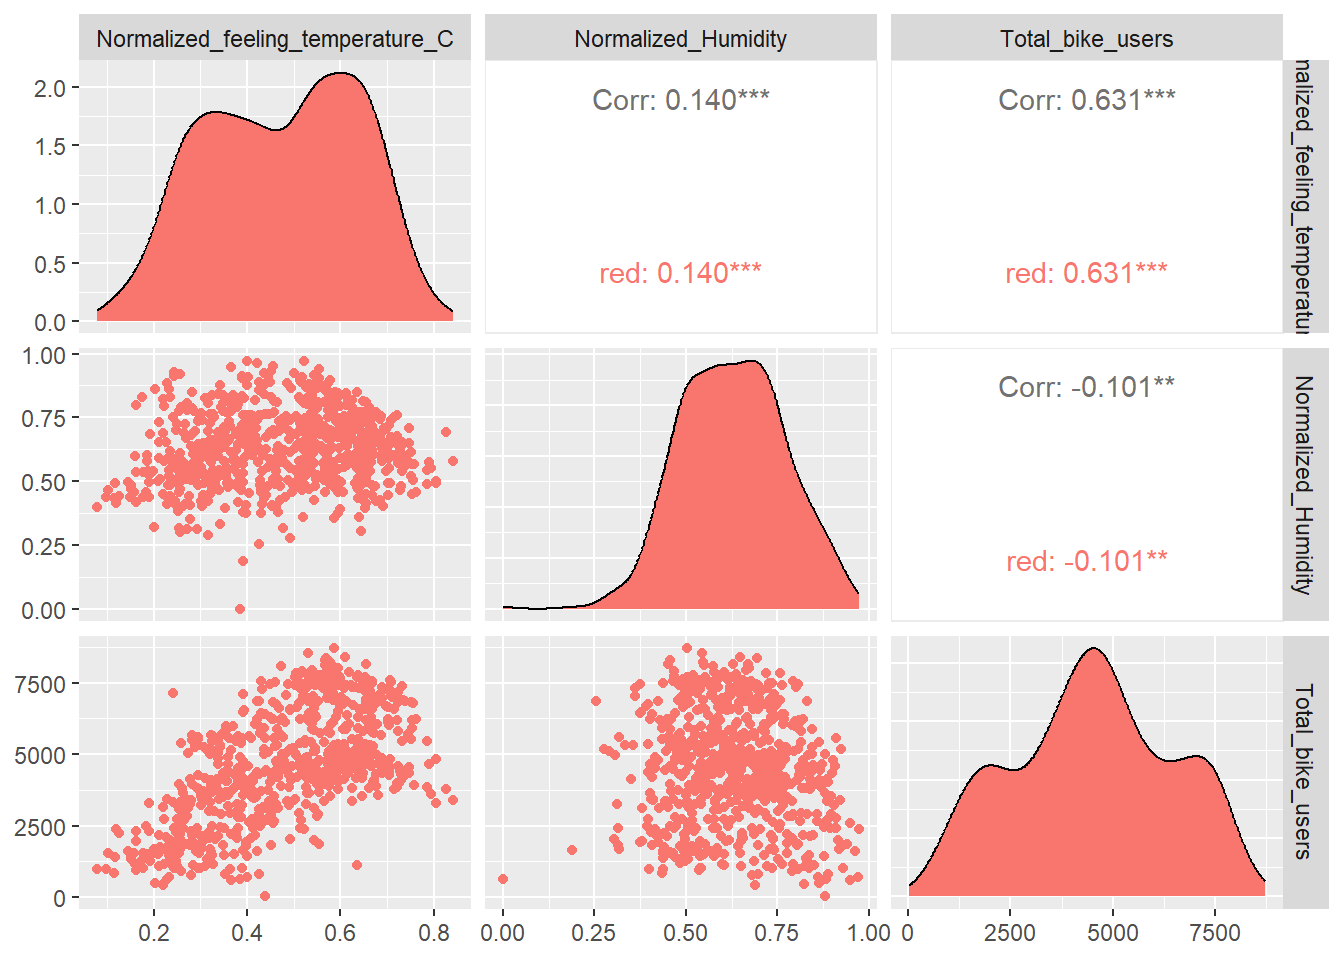 Normalized_feeling_temperature_C
Normalized_Humidity
Total_bike_users
2.0
1.5
1.0
0.5
0.0
Corr: 0.140***
red: 0.140***
Corr: 0.631***
red: 0.631***
malized_feeling_temperatur
1.00
0.75
0.50
0.25
0.00
Corr: -0.101**
red: -0.101**
Normalized_Humidity
7500
5000
2500
0
Total_bike_users
0.2 0.4 0.6 0.8
0.00 0.25 0.50 0.75 1.00
0 2500 5000 7500